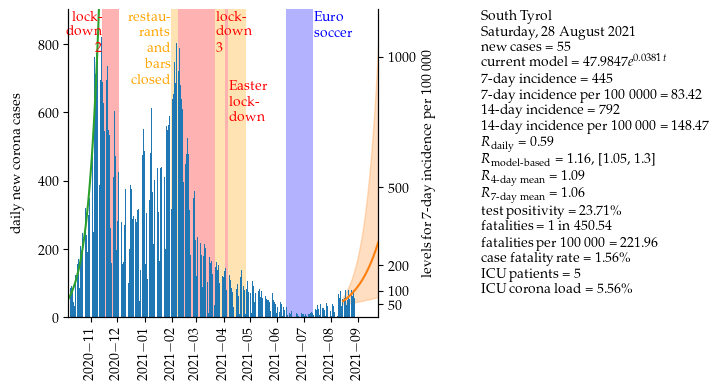 lock-
down
2
restau-
rants
and
bars
closed
lock-
down
3
Easter
lock-
down
Euro
soccer
daily new corona cases
0
200
400
600
800
levels for 7-day incidence per 100 000
1000
500
200
100
50
2020−11
2020−12
2021−01
2021−02
2021−03
2021−04
2021−05
2021−06
2021−07
2021−08
2021−09
South Tyrol
Saturday, 28 August 2021
new cases = 55
current model = 47.9847e^0.0381 t
7-day incidence = 445
7-day incidence per 100 0000 = 83.42
14-day incidence = 792
14-day incidence per 100 000 = 148.47
R_daily = 0.59
R_model-based = 1.16, [1.05, 1.3]
R_4-day mean = 1.09
R_7-day mean = 1.06
test positivity = 23.71%
fatalities = 1 in 450.54
fatalities per 100 000 = 221.96
case fatality rate = 1.56%
ICU patients = 5
ICU corona load = 5.56%